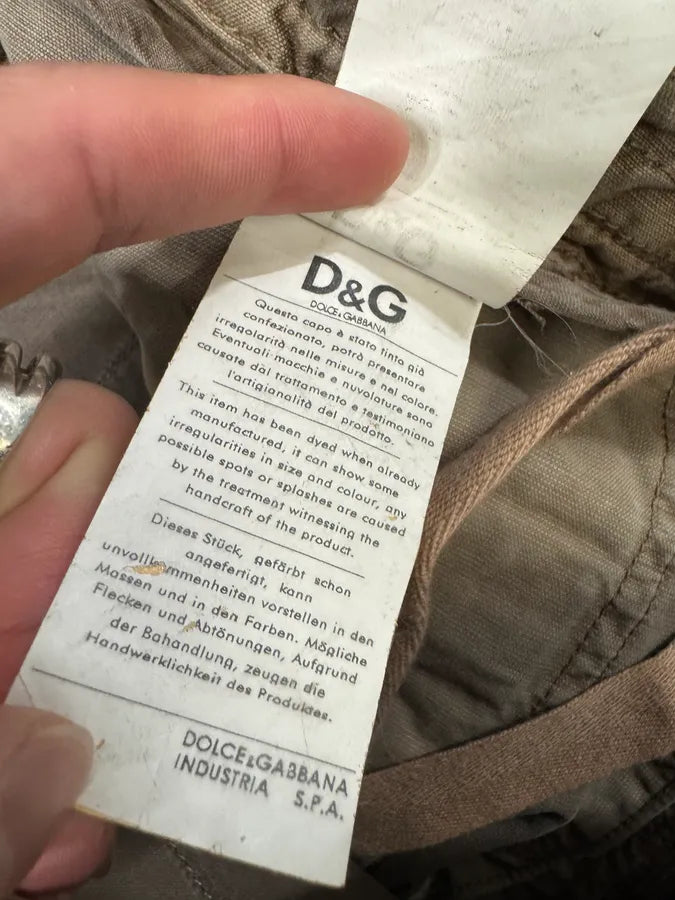 D&G
DOLCE & GABBANA
Questo capo è stato tinto già
confezionato, potrà presentare
irregolarità nelle misure e nel colore.
Eventuali macchie e nuvolature sono
causate dal trattamento e testimoniano
l'artigianalità del prodotto.
This item has been dyed when already
manufactured, it can show some
irregularities in size and colour, any
possible spots or splashes are caused
by the treatment witnessing the
handcraft of the product.
Dieses Stück, gefärbt schon
angefertigt, kann
unvollkommenheiten vorstellen in den
Massen und in den Farben. Mögliche
Flecken und Abtönungen, Aufgrund
der Bahandlung, zeugen die
Handwerklichkeit des Produktes.
DOLCE & GABBANA
INDUSTRIA S.P.A.